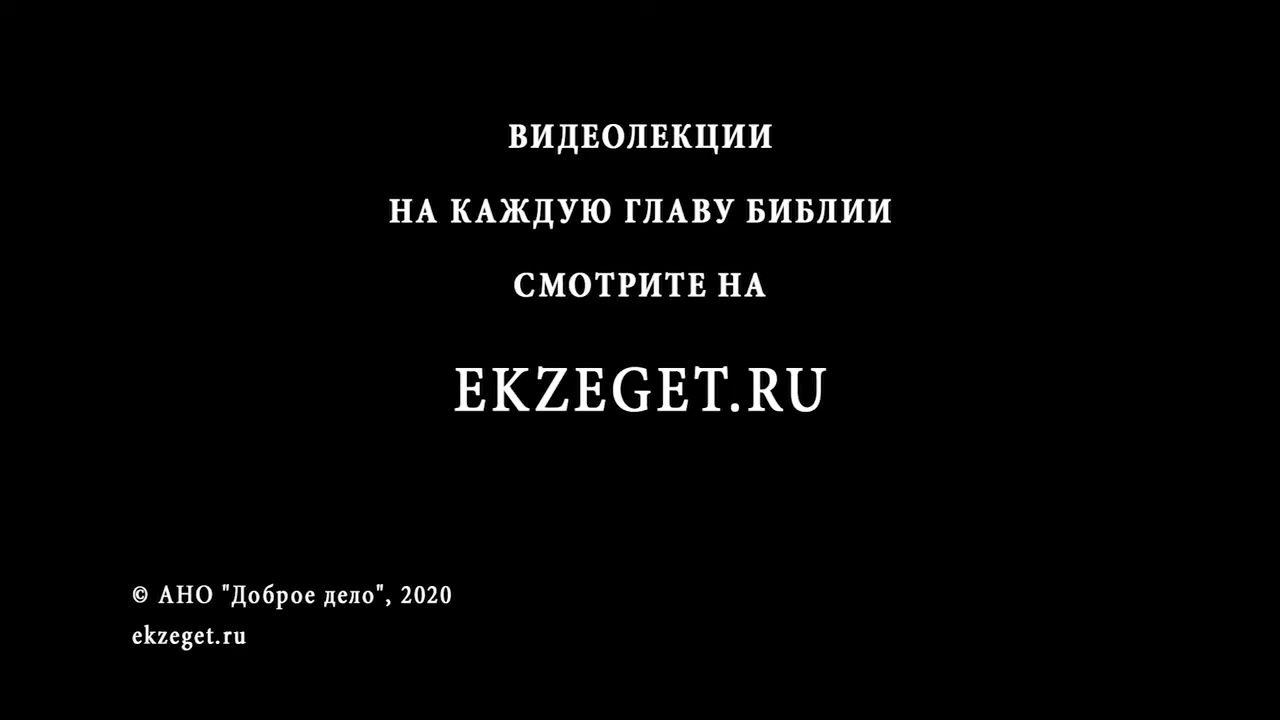 ВИДЕОЛЕКЦИИ
НА КАЖДУЮ ГЛАВУ БИБЛИИ
СМОТРИТЕ НА
EKZEGET.RU
© АНО "Доброе дело", 2020
ekzeget.ru